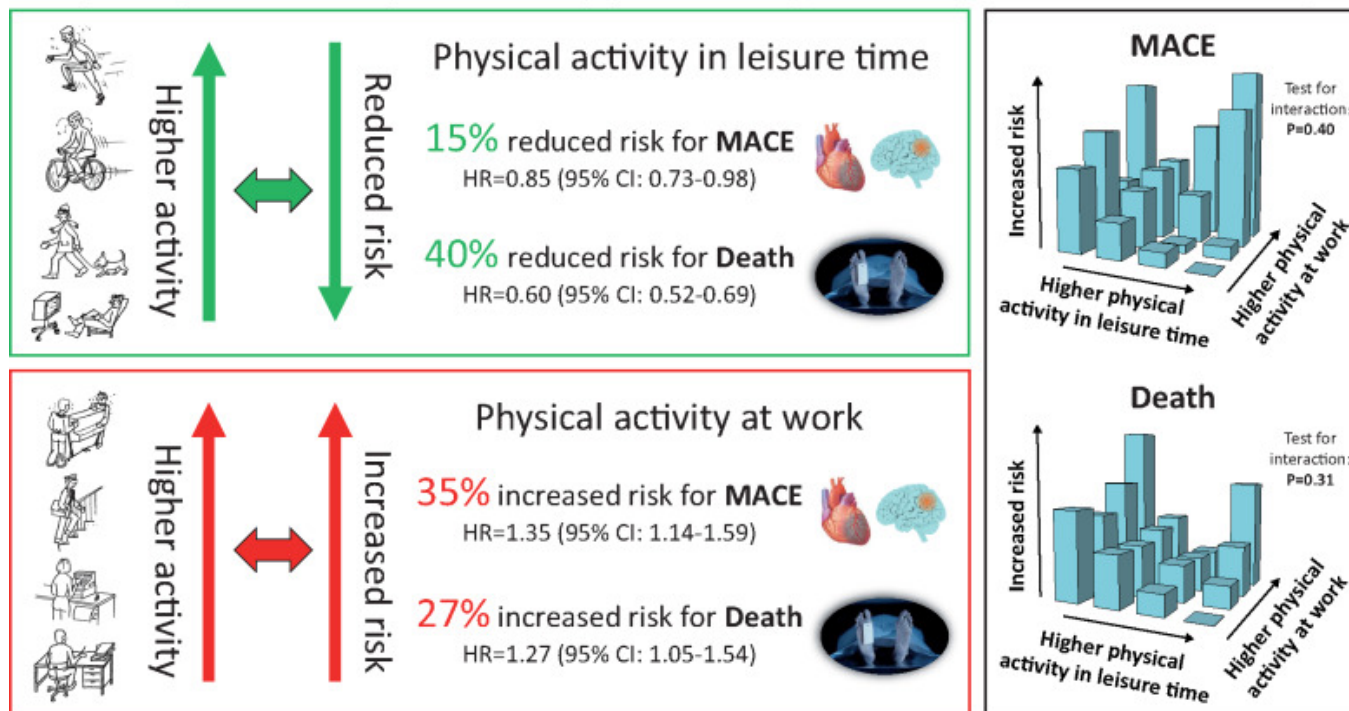 Higher activity
Reduced risk
Physical activity in leisure time
15% reduced risk for MACE
HR=0.85 (95% CI: 0.73-0.98)
40% reduced risk for Death
HR=0.60 (95% CI: 0.52-0.69)
Higher activity
Increased risk
Physical activity at work
35% increased risk for MACE
HR=1.35 (95% CI: 1.14-1.59)
27% increased risk for Death
HR=1.27 (95% CI: 1.05-1.54)
MACE
Test for
interaction:
P=0.40
Increased risk
Higher physical
activity in leisure time
Higher physical
activity at work
Death
Test for
interaction:
P=0.31
Increased risk
Higher physical
activity in leisure time
Higher physical
activity at work